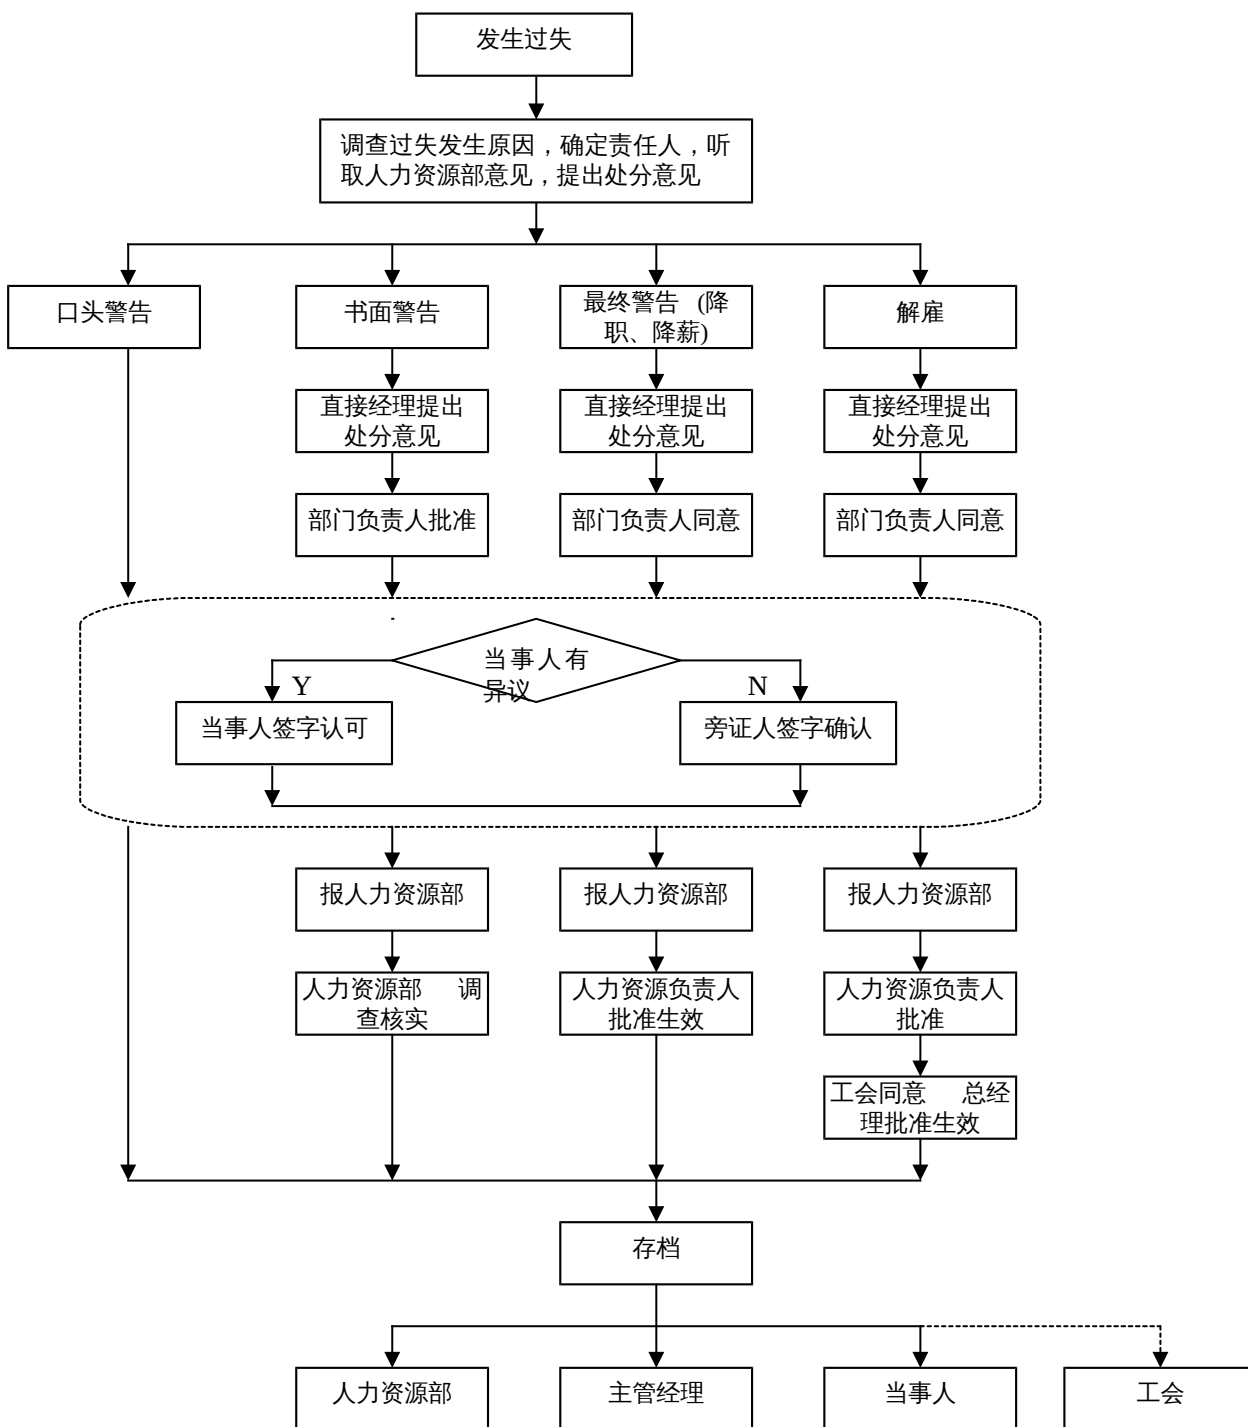 发生过失
调查过失发生原因，确定责任人，听
取人力资源部意见，提出处分意见
口头警告
书面警告
最终警告 (降
职、降薪)
解雇
直接经理提出
处分意见
直接经理提出
处分意见
直接经理提出
处分意见
部门负责人批准
部门负责人同意
部门负责人同意
当事人有
异议
Y
N
当事人签字认可
旁证人签字确认
报人力资源部
报人力资源部
报人力资源部
人力资源部 调
查核实
人力资源负责人
批准生效
人力资源负责人
批准
工会同意 总经
理批准生效
存档
人力资源部
主管经理
当事人
工会